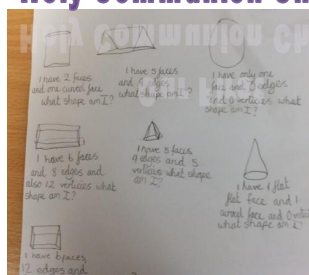 Holy Communion Ch
I have 2 faces
and one curved face
what shape am I?
I have 5 faces
and 9 edges
what shape am I?
I have only one
face and 0 edges
and 0 vertices what
shape am I?
I have 6 faces
and 8 edges and
also 12 vertices what
shape am I?
I have 5 faces
9 edges and 5
vertices what shape
am I?
I have 1 flat
flat face and 1
curved face and 0
what shape am I?
I have 6 faces
12 edges and